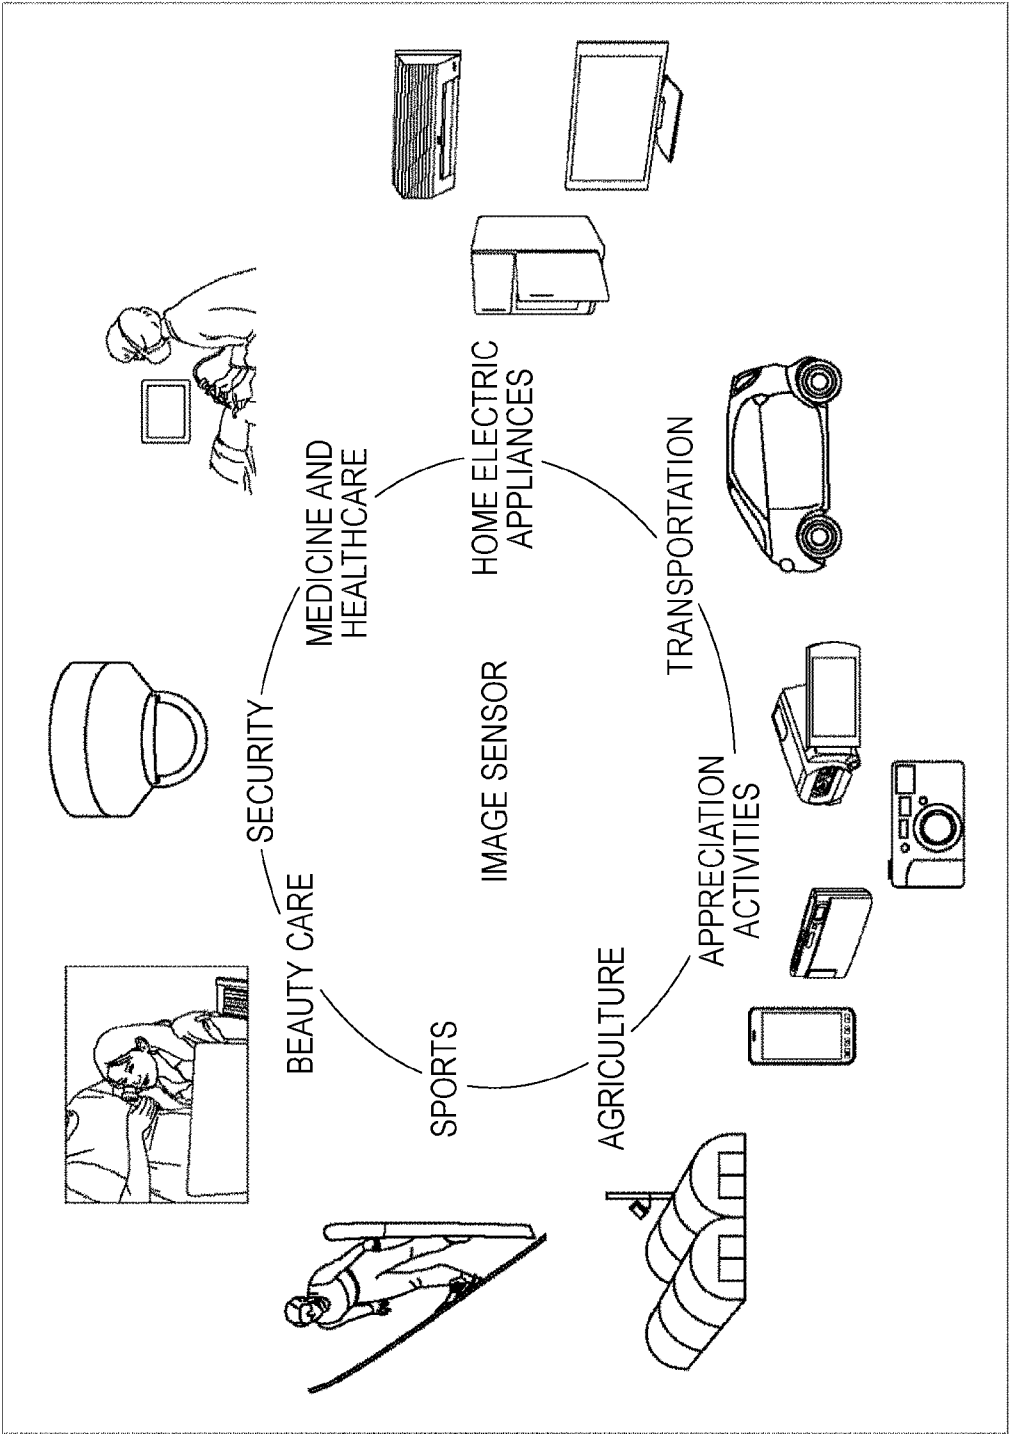 SECURITY
BEAUTY CARE
MEDICINE AND
HEALTHCARE
SPORTS
IMAGE SENSOR
HOME ELECTRIC
APPLIANCES
AGRICULTURE
TRANSPORTATION
APPRECIATION
ACTIVITIES